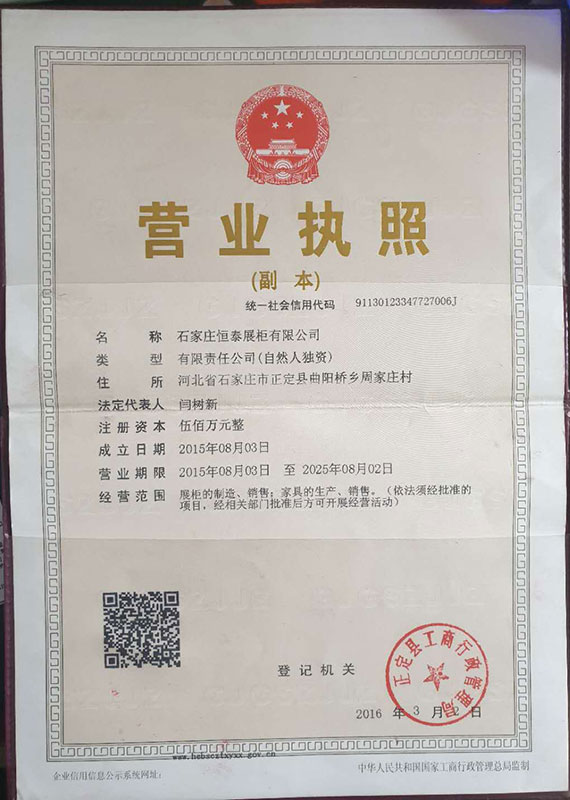 营业执照
(副 本)
统一社会信用代码 91130123347727006J
名 称 石家庄恒泰展柜有限公司
类 型 有限责任公司(自然人独资)
住 所 河北省石家庄市正定县曲阳桥乡周家庄村
法定代表人 闫树新
注册资本 伍佰万元整
成立日期 2015年08月03日
营业期限 2015年08月03日 至 2025年08月02日
经营范围 展柜的制造、销售；家具的生产、销售。（依法须经批准的
项目，经相关部门批准后方可开展经营活动）
登记机关
正定县工商行政管理局
2016 年 3 月 2 日
www.hebscztxyxx.gov.cn
企业信用信息公示系统网址：
中华人民共和国国家工商行政管理总局监制